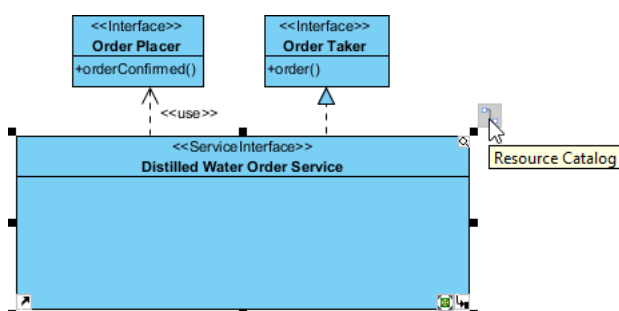 <<Interface>>
Order Placer
+orderConfirmed()
<<Interface>>
Order Taker
+order()
<<use>>
<<ServiceInterface>>
Distilled Water Order Service
Resource Catalog